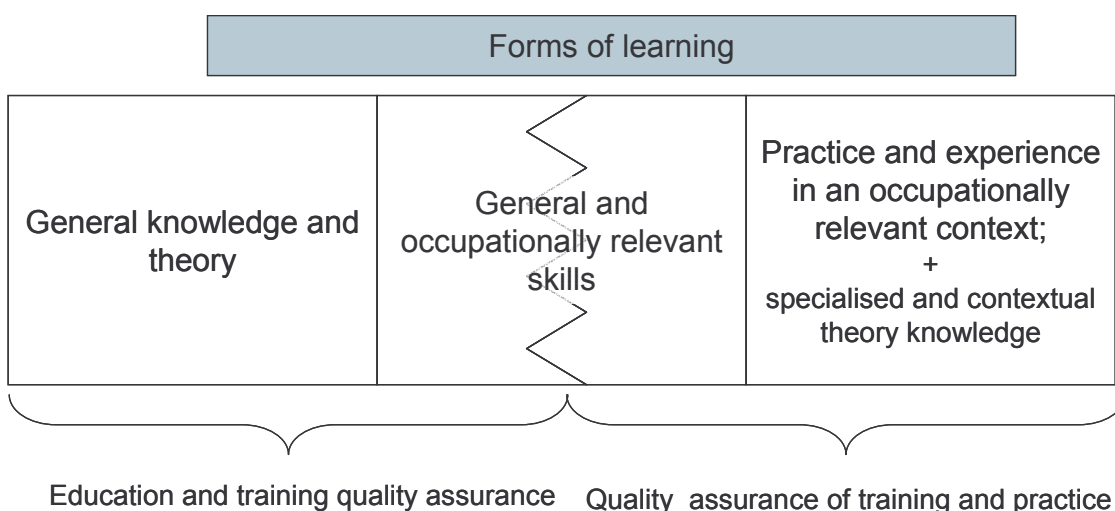 Forms of learning
General knowledge and
theory
General and
occupationally relevant
skills
Practice and experience
in an occupationally
relevant context;
+
specialised and contextual
theory knowledge
Education and training quality assurance
Quality assurance of training and practice